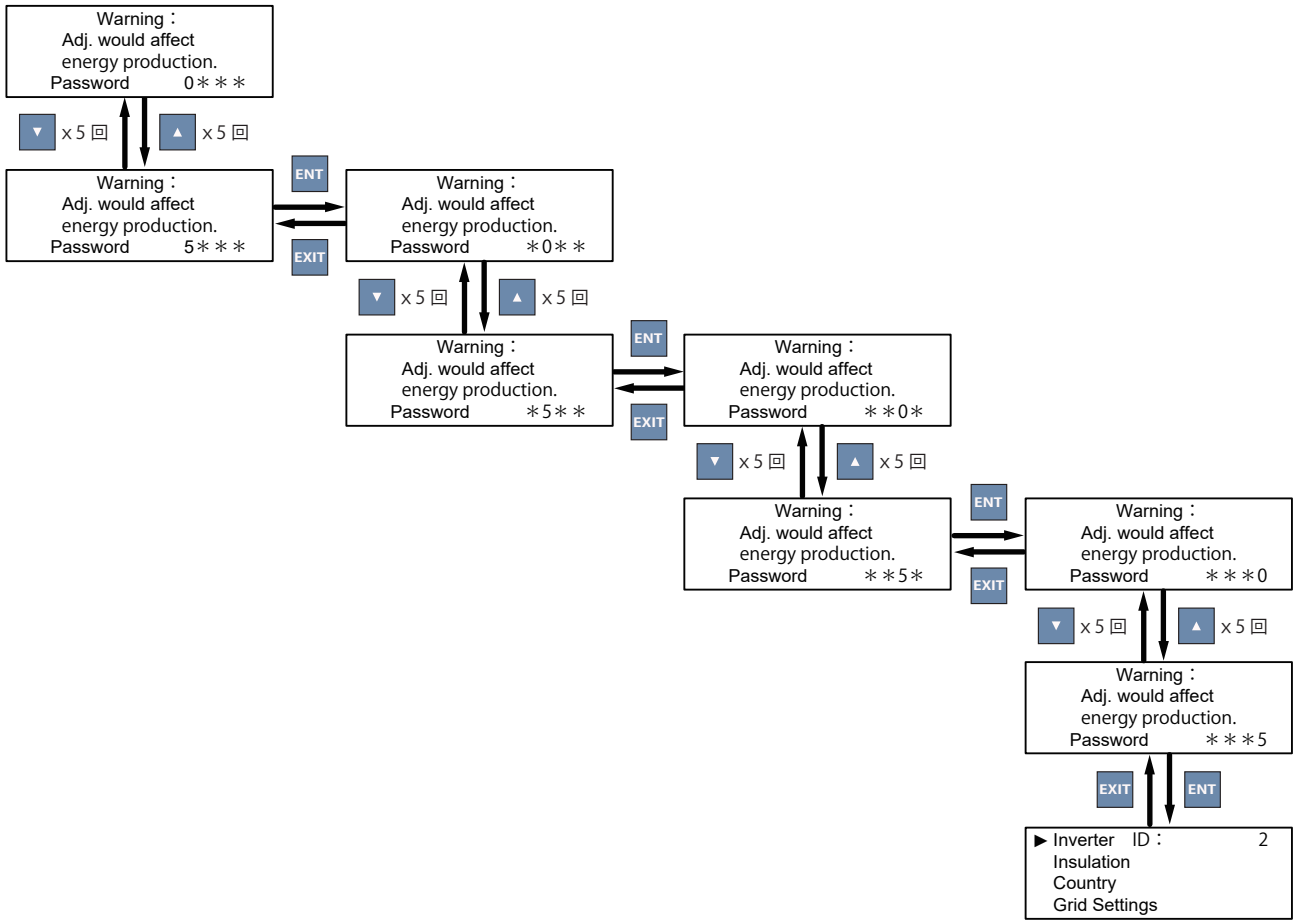 Warning：
Adj. would affect
energy production.
Password 0＊＊＊
▼ x 5 回
▲ x 5 回
Warning：
Adj. would affect
energy production.
Password 5＊＊＊
ENT
EXIT
Warning：
Adj. would affect
energy production.
Password ＊0＊＊
▼ x 5 回
▲ x 5 回
Warning：
Adj. would affect
energy production.
Password ＊5＊＊
ENT
EXIT
Warning：
Adj. would affect
energy production.
Password ＊＊0＊
▼ x 5 回
▲ x 5 回
Warning：
Adj. would affect
energy production.
Password ＊＊5＊
ENT
EXIT
Warning：
Adj. would affect
energy production.
Password ＊＊＊0
▼ x 5 回
▲ x 5 回
Warning：
Adj. would affect
energy production.
Password ＊＊＊5
EXIT
ENT
▶ Inverter ID： 2
Insulation
Country
Grid Settings